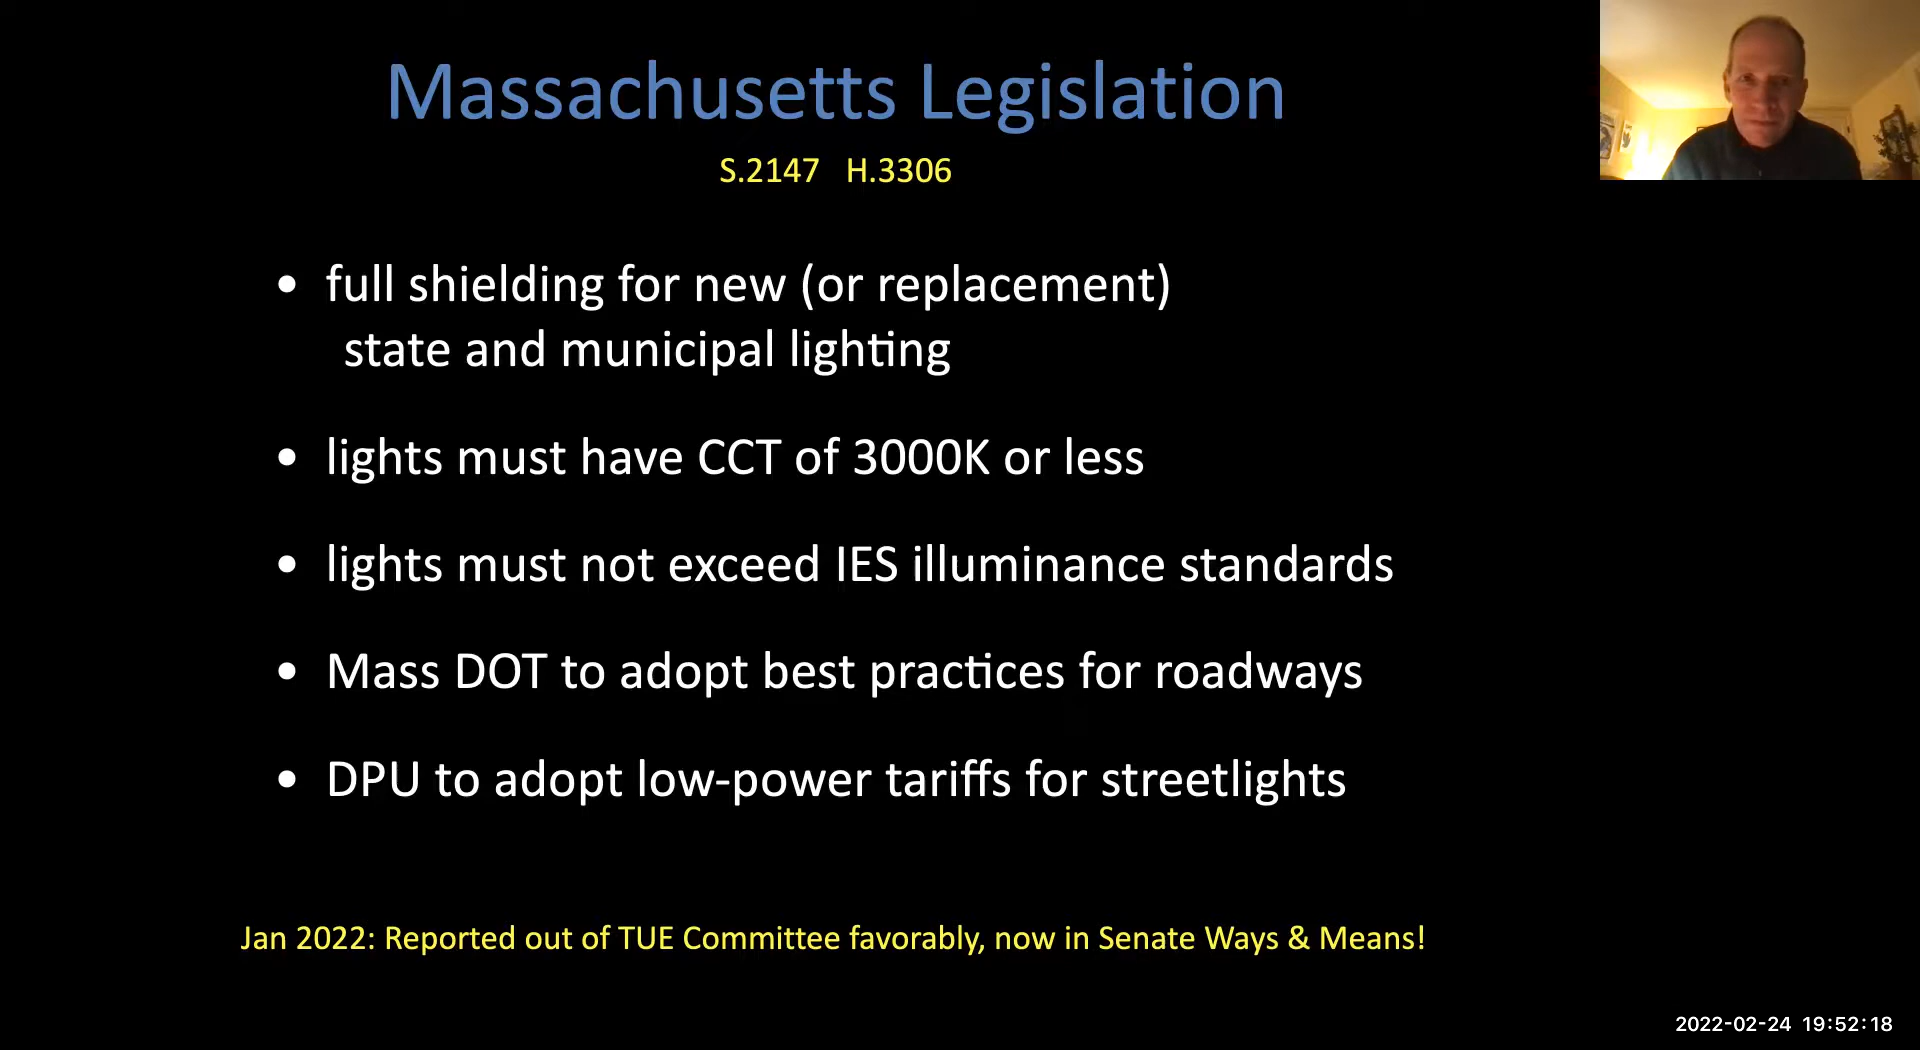 Massachusetts Legislation
S.2147 H.3306
• full shielding for new (or replacement)
state and municipal lighting
• lights must have CCT of 3000K or less
• lights must not exceed IES illuminance standards
• Mass DOT to adopt best practices for roadways
• DPU to adopt low-power tariffs for streetlights
Jan 2022: Reported out of TUE Committee favorably, now in Senate Ways & Means!
2022-02-24 19:52:18